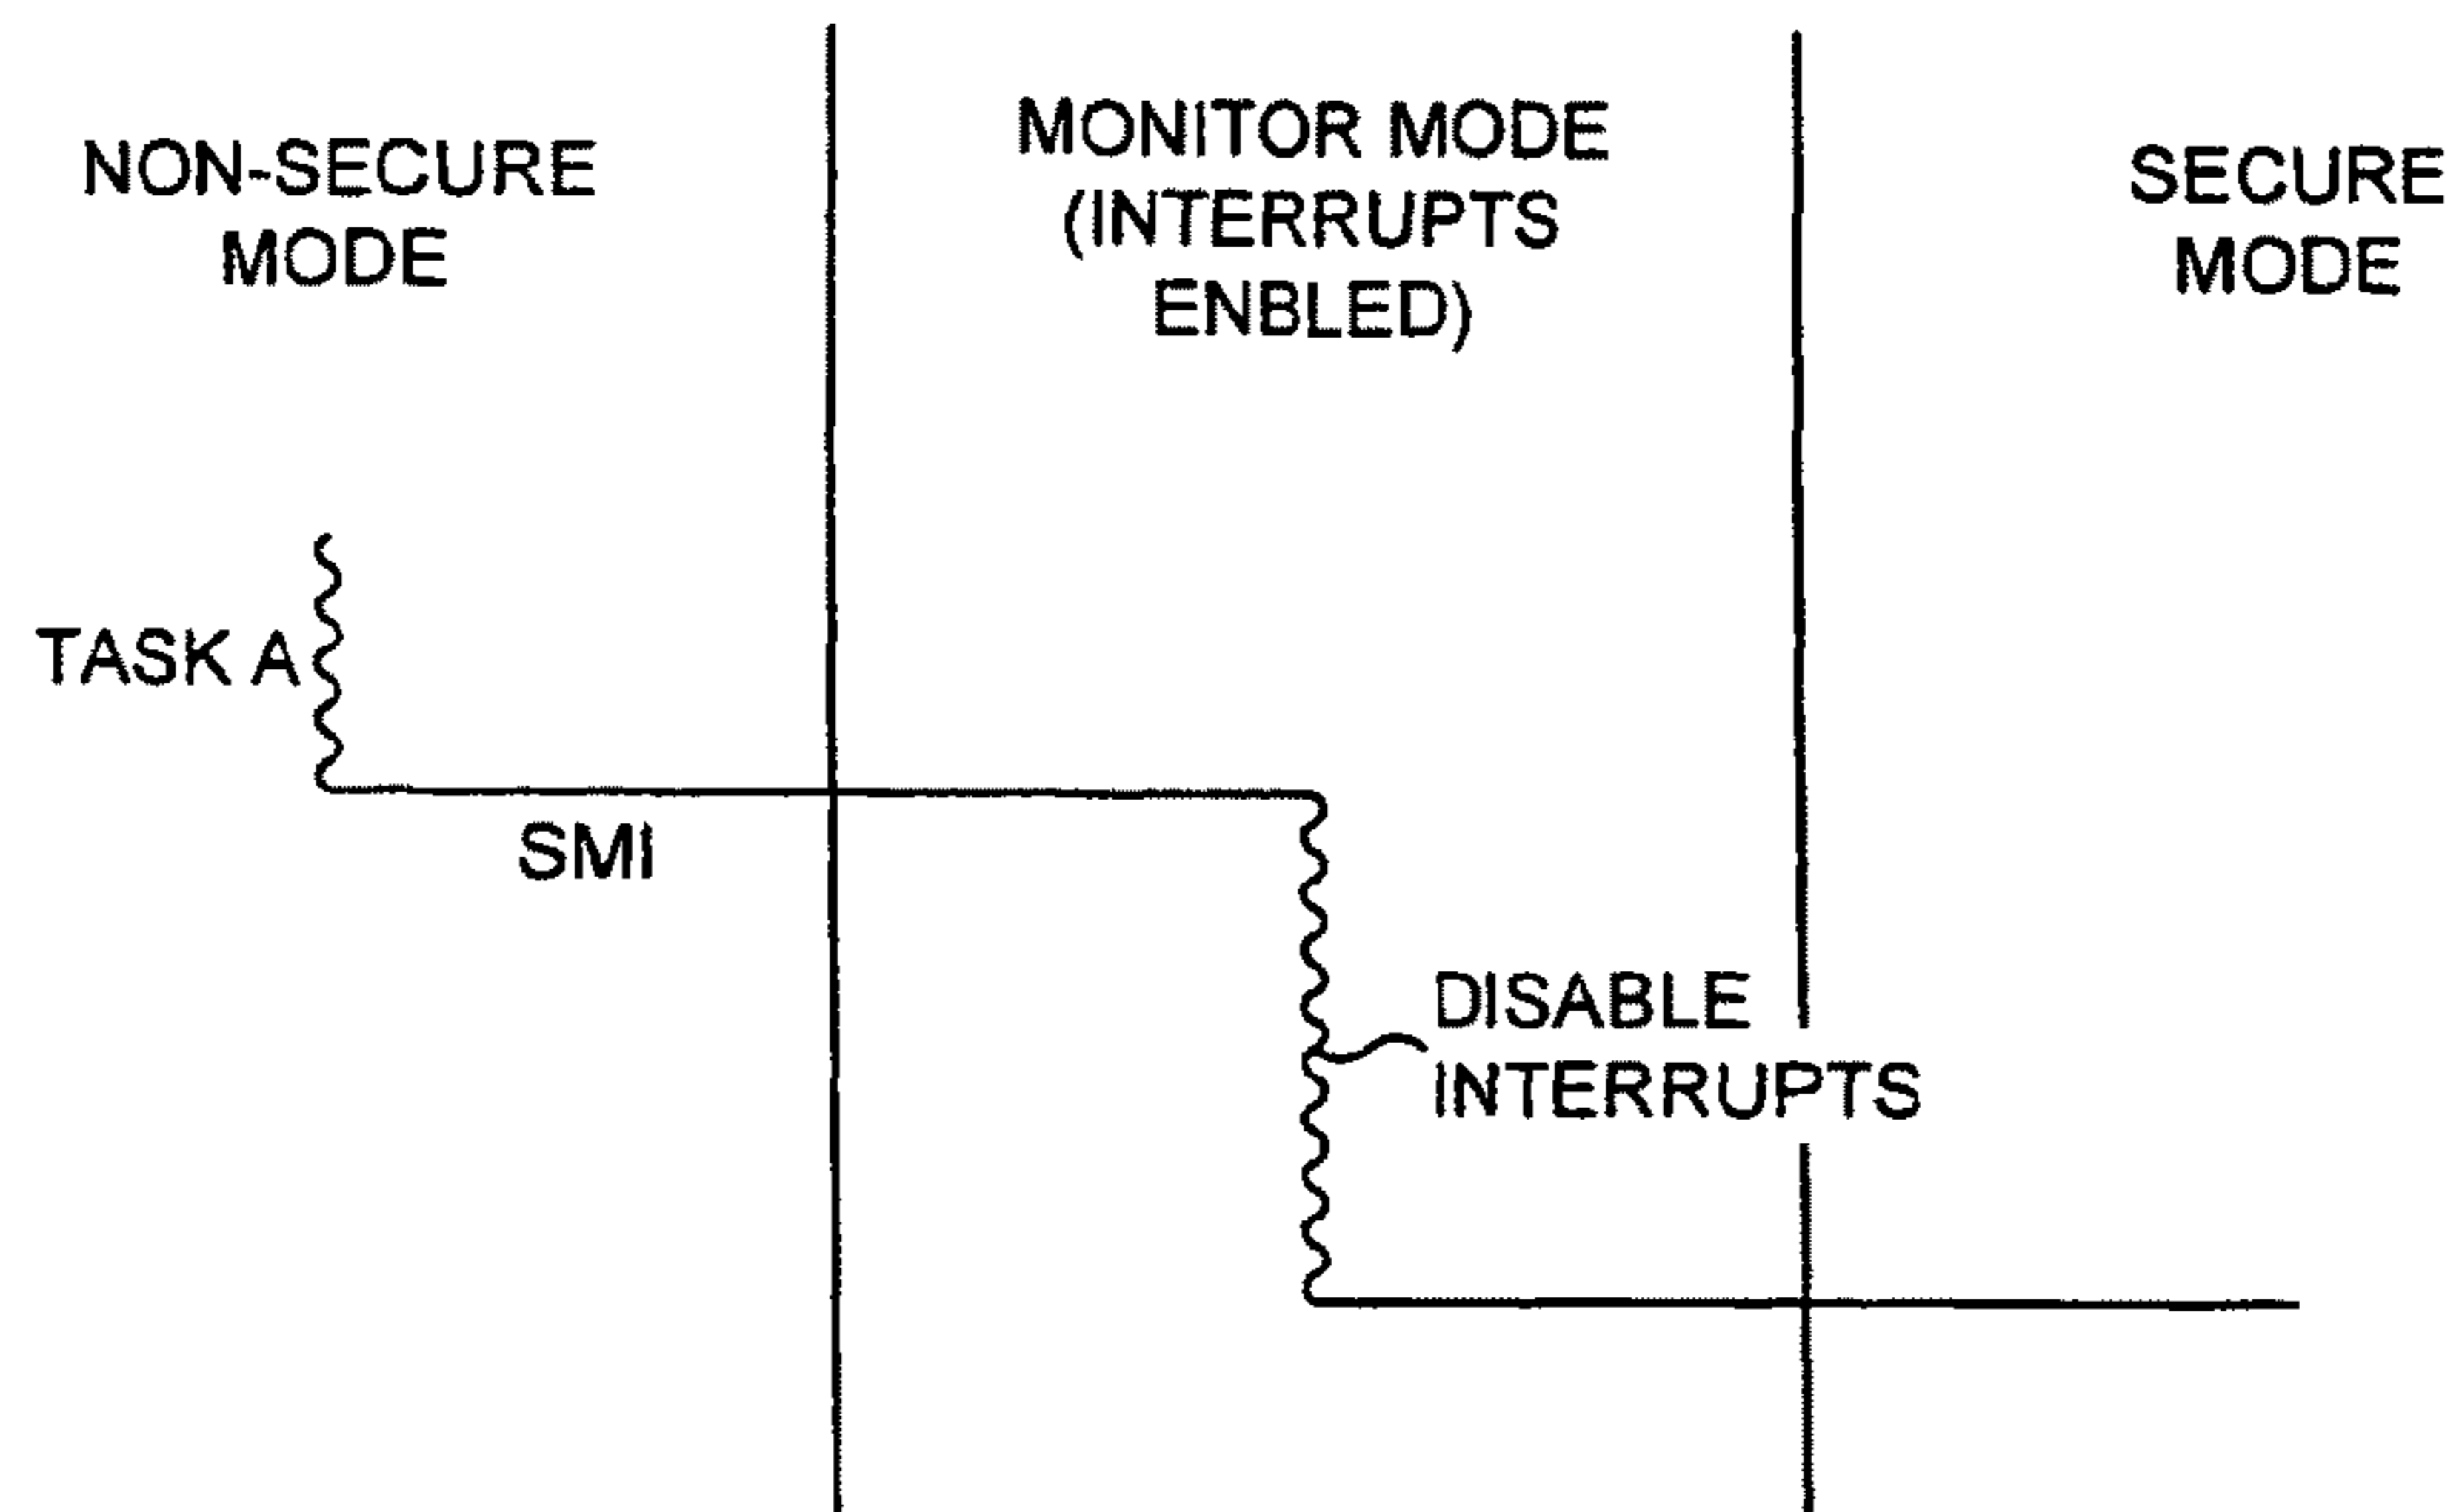 NON-SECURE
MODE
MONITOR MODE
(INTERRUPTS
ENBLED)
SECURE
MODE
TASK A
SMI
DISABLE
INTERRUPTS